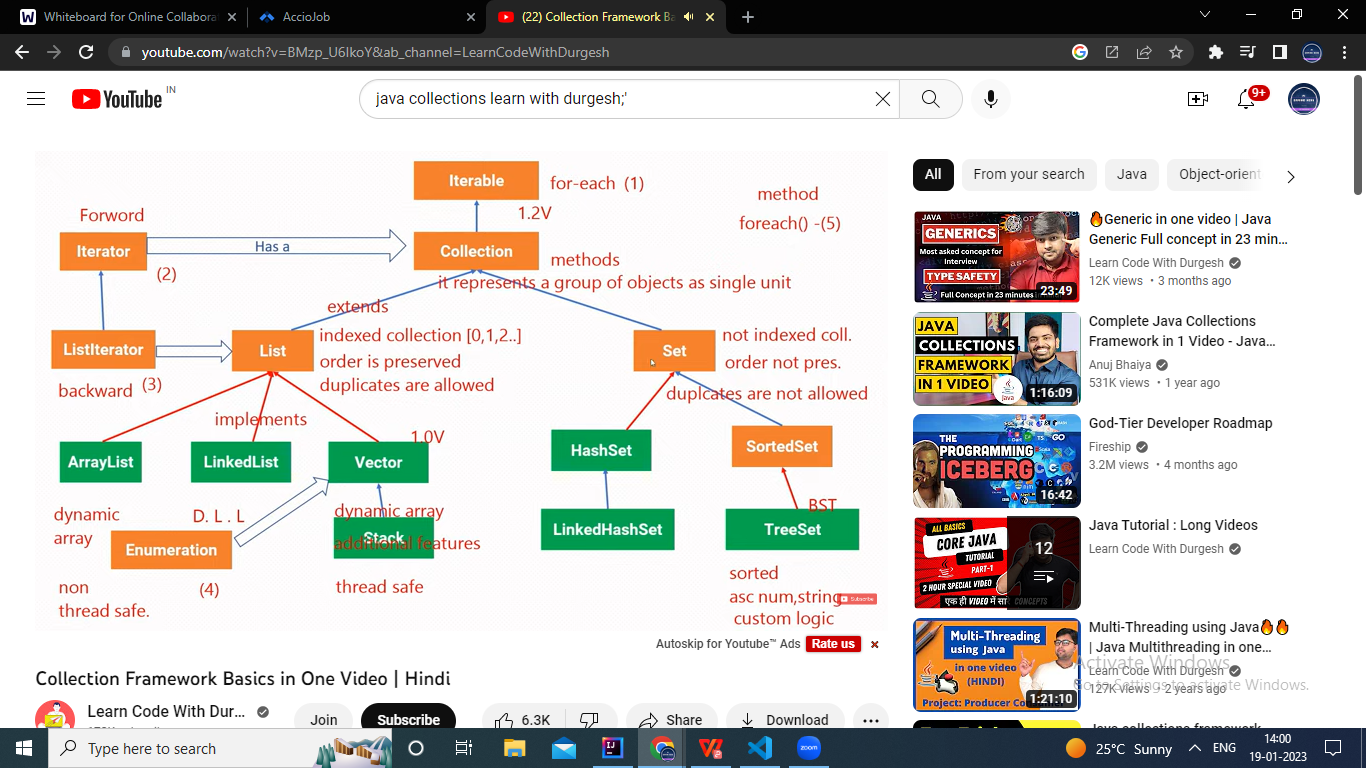 Whiteboard for Online Collabora
AccioJob
(22) Collection Framework Ba
youtube.com/watch?v=BMzp_U6IkoY&ab_channel=LearnCodeWithDurgesh
YouTube IN
java collections learn with durgesh;'
9+
Iterable
for-each (1)
method
1.2V
foreach() -(5)
Forword
Iterator
Has a
Collection
(2)
methods
it represents a group of objects as single unit
extends
ListIterator
List
indexed collection [0,1,2..]
order is preserved
duplicates are allowed
Set
not indexed coll.
order not pres.
duplcates are not allowed
backward (3)
implements
1.0V
ArrayList
LinkedList
Vector
HashSet
SortedSet
dynamic
array
D. L . L
dynamic array
Stack
additional features
Enumeration
LinkedHashSet
BST
TreeSet
non
thread safe.
(4)
thread safe
sorted
asc num,string
custom logic
Subscribe
Autoskip for Youtube™ Ads
Rate us
Collection Framework Basics in One Video | Hindi
Learn Code With Dur...
Join
Subscribe
6.3K
Share
Download
All
From your search
Java
Object-orient
JAVA
GENERICS
Most asked concept for
Interview
TYPE SAFETY
Full Concept in 23 minutes
23:49
🔥Generic in one video | Java
Generic Full concept in 23 min...
Learn Code With Durgesh
12K views • 3 months ago
JAVA
COLLECTIONS
FRAMEWORK
IN 1 VIDEO
Java
1:16:09
Complete Java Collections
Framework in 1 Video - Java...
Anuj Bhaiya
531K views • 1 year ago
THE
PROGRAMMING
ICEBERG
16:42
God-Tier Developer Roadmap
Fireship
3.2M views • 4 months ago
ALL BASICS
CORE JAVA
TUTORIAL
PART-1
2 HOUR SPECIAL VIDEO
एक ही VIDEO में सा CONCEPTS
12
Java Tutorial : Long Videos
Learn Code With Durgesh
Multi-Threading
using Java
in one video
(HINDI)
Project: Producer Co
1:21:10
Multi-Threading using Java🔥🔥
| Java Multithreading in one...
Learn Code With Durgesh
127K views • 2 years ago
Activate Windows
Go to Settings to activate Windows.
Java collections framework
Type here to search
25°C Sunny
ENG
14:00
19-01-2023